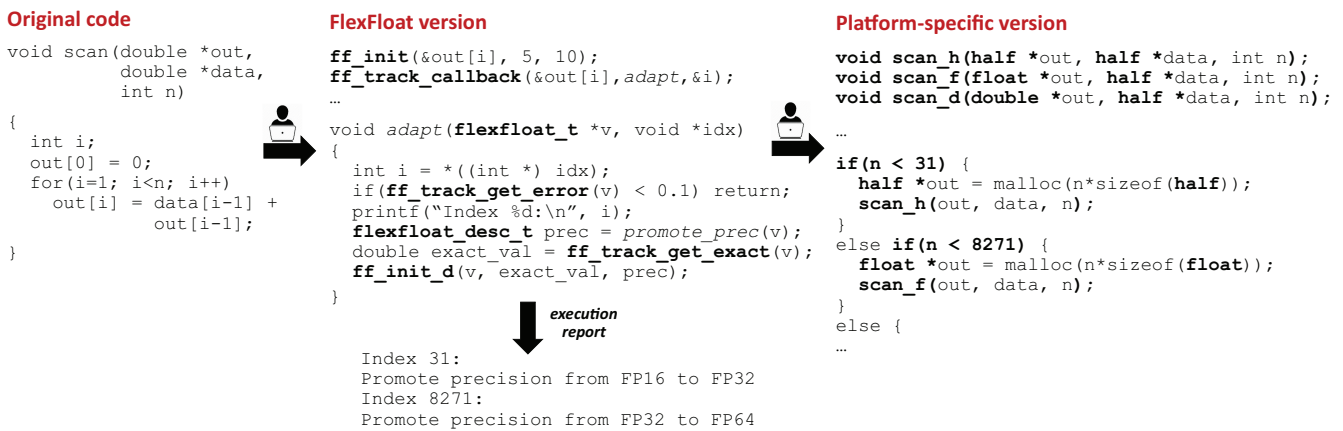 Original code
void scan(double *out,
double *data,
int n)
{
int i;
out[0] = 0;
for(i=1; i<n; i++)
out[i] = data[i-1] +
out[i-1];
}
FlexFloat version
ff_init(&out[i], 5, 10);
ff_track_callback(&out[i],adapt,&i);
…
void adapt(flexfloat_t *v, void *idx)
{
int i = *((int *) idx);
if(ff_track_get_error(v) < 0.1) return;
printf("Index %d:\n", i);
flexfloat_desc_t prec = promote_prec(v);
double exact_val = ff_track_get_exact(v);
ff_init_d(v, exact_val, prec);
}
execution
report
Index 31:
Promote precision from FP16 to FP32
Index 8271:
Promote precision from FP32 to FP64
Platform-specific version
void scan_h(half *out, half *data, int n);
void scan_f(float *out, half *data, int n);
void scan_d(double *out, half *data, int n);
…
if(n < 31) {
half *out = malloc(n*sizeof(half));
scan_h(out, data, n);
}
else if(n < 8271) {
float *out = malloc(n*sizeof(float));
scan_f(out, data, n);
}
else {
…